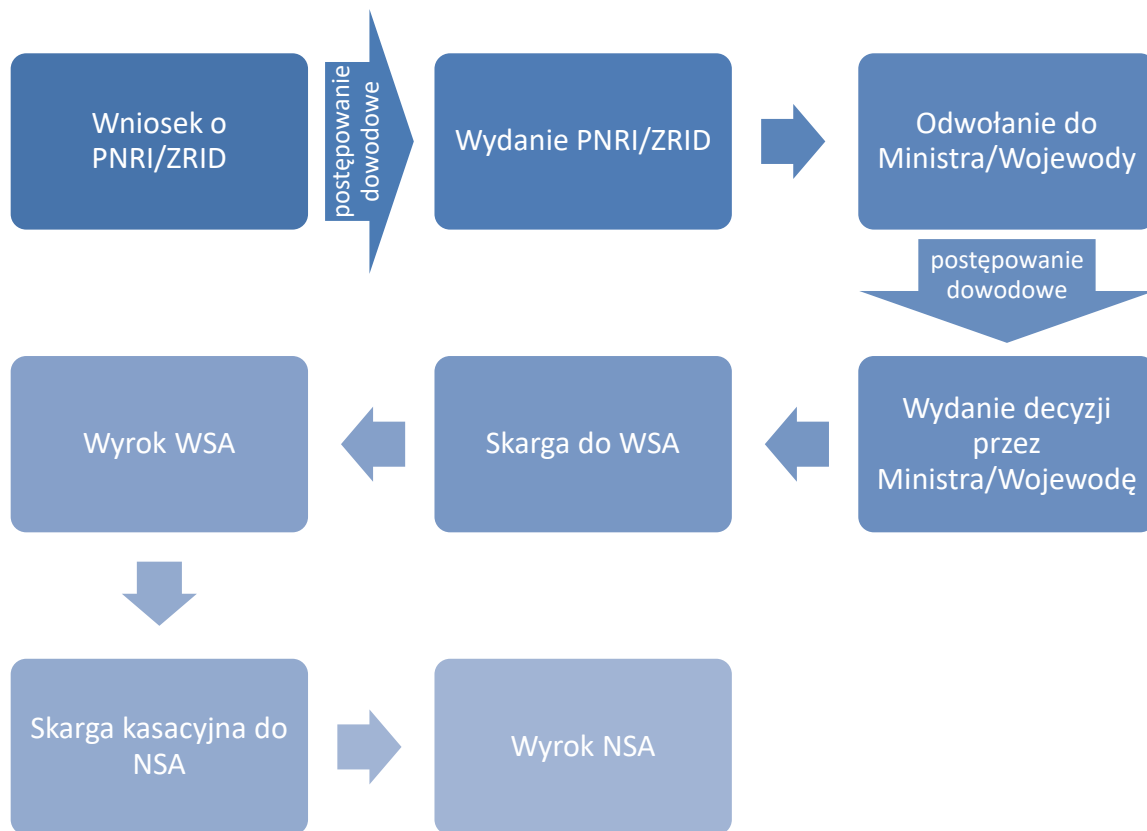 Wniosek o
PNRI/ZRID
postępowanie
dowodowe
Wydanie PNRI/ZRID
Odwołanie do
Ministra/Wojewody
postępowanie
dowodowe
Wydanie decyzji
przez
Ministra/Wojewodę
Skarga do WSA
Wyrok WSA
Skarga kasacyjna do
NSA
Wyrok NSA